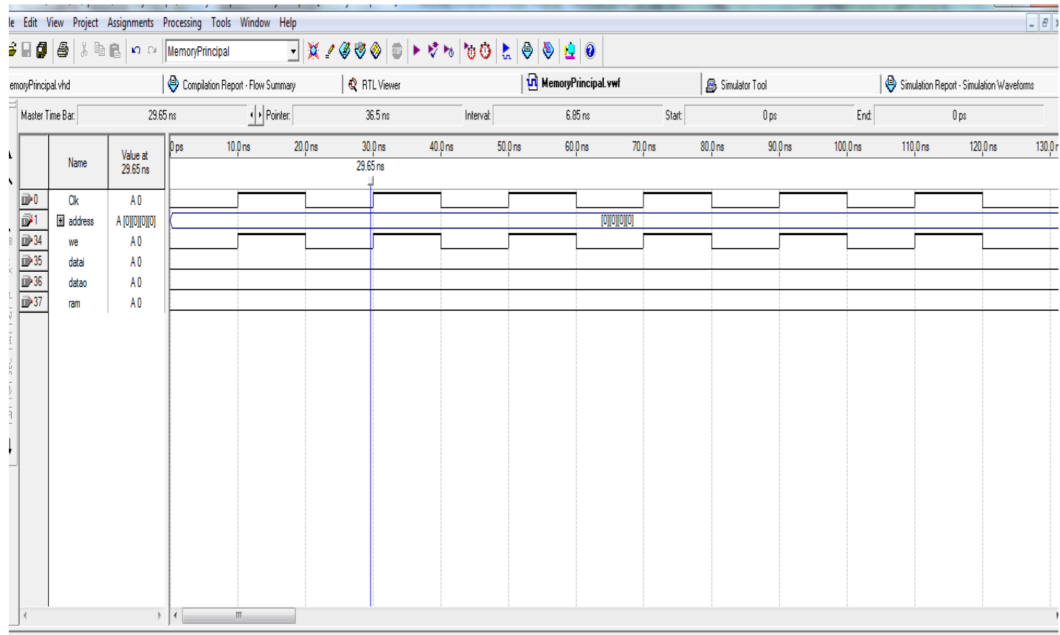 Edit View Project Assignments Processing Tools Window Help
MemoryPrincipal
emoryPrincipal.vhd Compilation Report - Flow Summary RTL Viewer MemoryPrincipal.vwf Simulator Tool Simulation Report - Simulation Waveforms
Master Time Bar: 29.65 ns Pointer: 36.5 ns Interval: 6.85 ns Start: 0 ps End: 0 ps
Name Value at 29.65 ns 0 ps 10.0 ns 20.0 ns 30.0 ns 40.0 ns 50.0 ns 60.0 ns 70.0 ns 80.0 ns 90.0 ns 100.0 ns 110.0 ns 120.0 ns 130.0 n
29.65 ns
0 Clk A 0
1 address A [0][0][0][0] [0][0][0][0]
34 we A 0
35 datai A 0
36 datao A 0
37 ram A 0